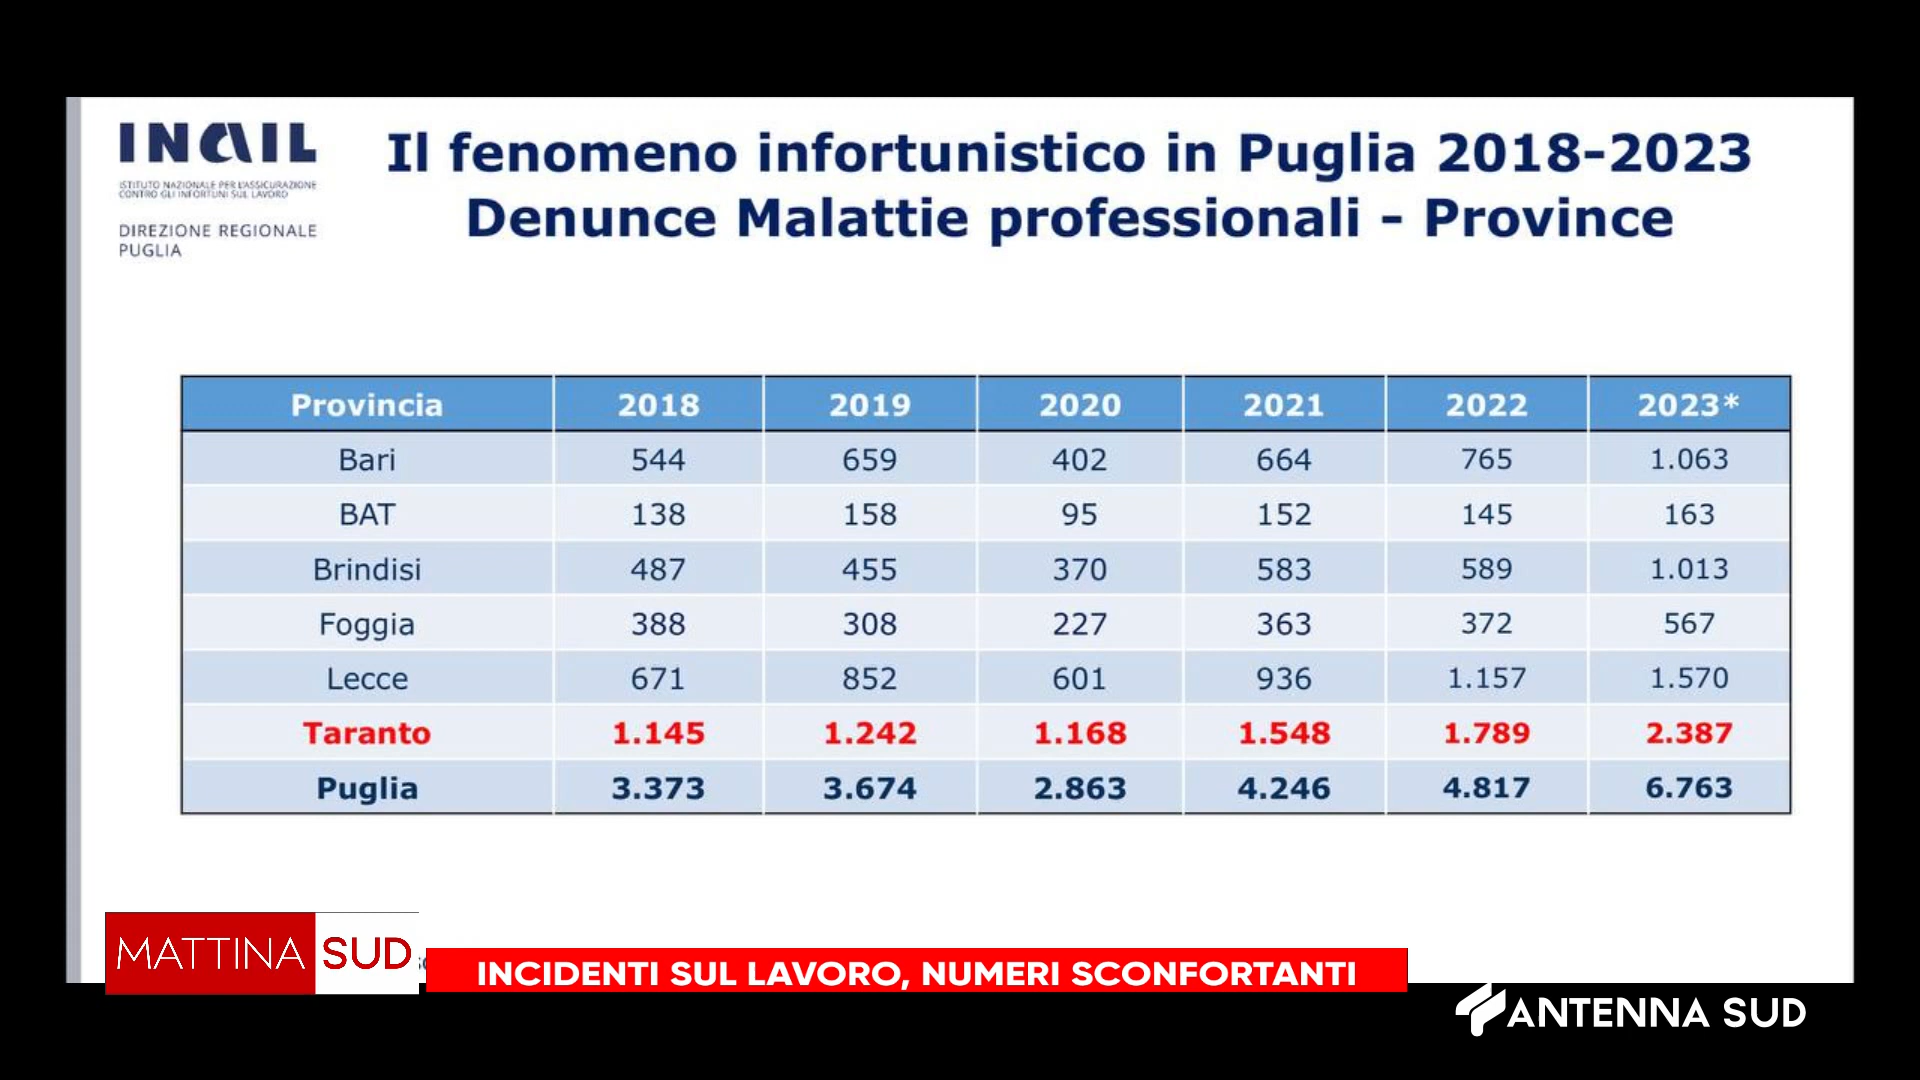 INAIL
ISTITUTO NAZIONALE PER L'ASSICURAZIONE
CONTRO GLI INFORTUNI SUL LAVORO
DIREZIONE REGIONALE
PUGLIA
Il fenomeno infortunistico in Puglia 2018-2023
Denunce Malattie professionali - Province
Provincia 2018 2019 2020 2021 2022 2023*
Bari 544 659 402 664 765 1.063
BAT 138 158 95 152 145 163
Brindisi 487 455 370 583 589 1.013
Foggia 388 308 227 363 372 567
Lecce 671 852 601 936 1.157 1.570
Taranto 1.145 1.242 1.168 1.548 1.789 2.387
Puglia 3.373 3.674 2.863 4.246 4.817 6.763
MATTINA SUD
INCIDENTI SUL LAVORO, NUMERI SCONFORTANTI
ANTENNA SUD